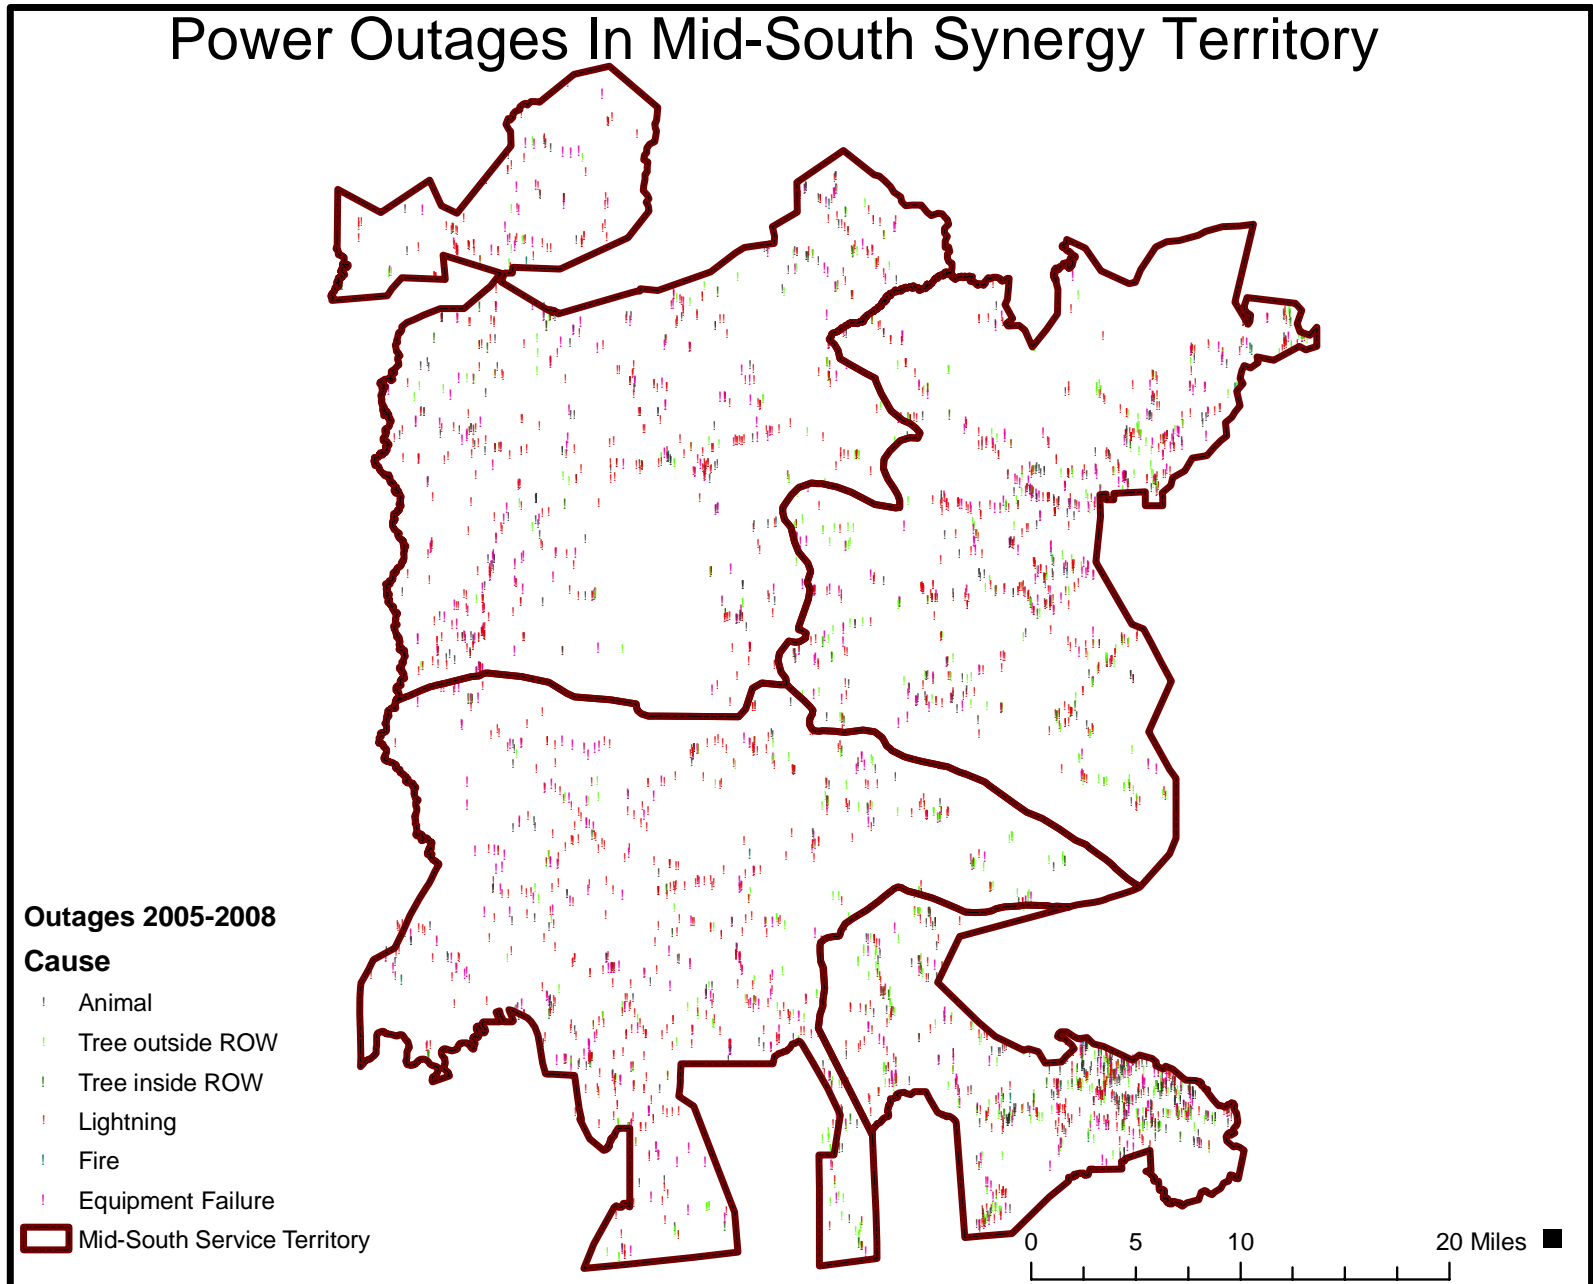 Power Outages In Mid-South Synergy Territory
Outages 2005-2008
Cause
Animal
Tree outside ROW
Tree inside ROW
Lightning
Fire
Equipment Failure
Mid-South Service Territory
0 5 10 20 Miles